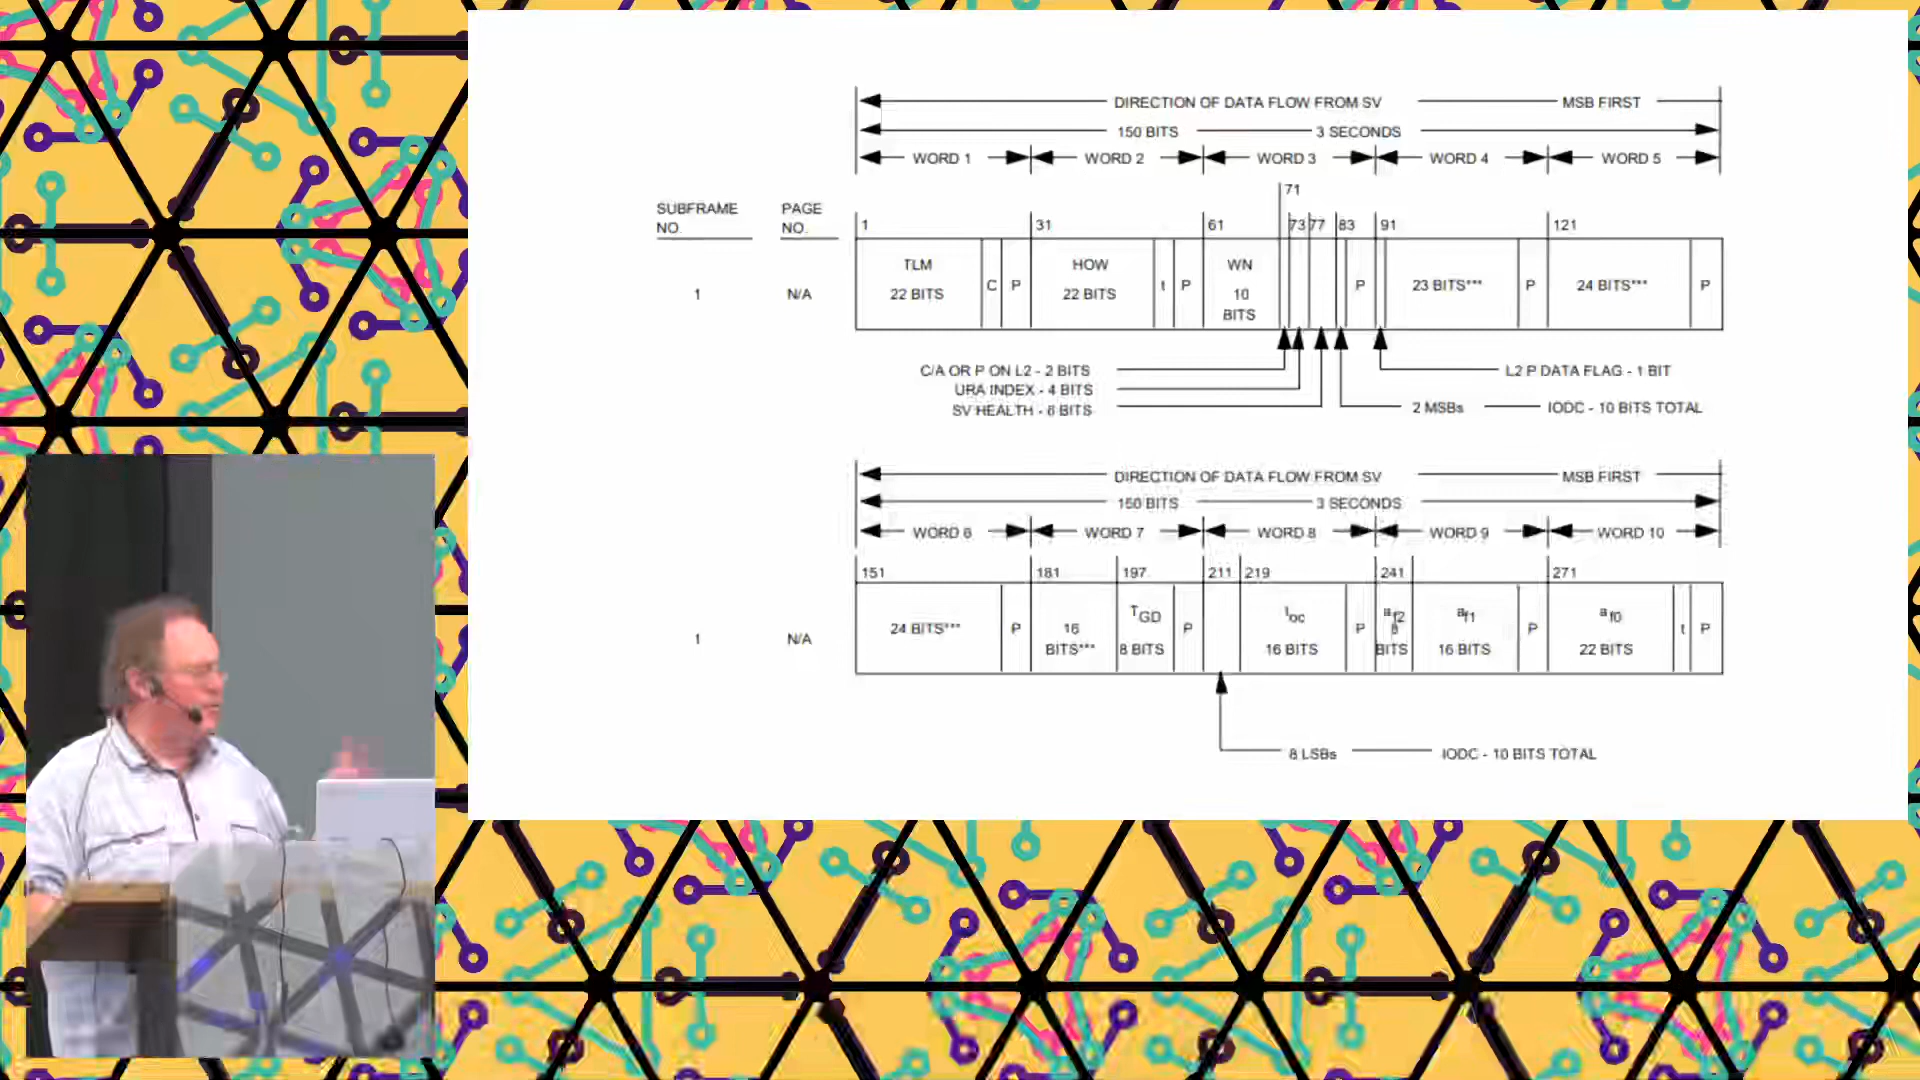 DIRECTION OF DATA FLOW FROM SV MSB FIRST
150 BITS 3 SECONDS
WORD 1 WORD 2 WORD 3 WORD 4 WORD 5
SUBFRAME NO. PAGE NO. 1 31 61 71 73 77 83 91 121
1 N/A TLM 22 BITS C P HOW 22 BITS t P WN 10 BITS P 23 BITS*** P 24 BITS*** P
C/A OR P ON L2 - 2 BITS
URA INDEX - 4 BITS
SV HEALTH - 6 BITS
L2 P DATA FLAG - 1 BIT
2 MSBs IODC - 10 BITS TOTAL
DIRECTION OF DATA FLOW FROM SV MSB FIRST
150 BITS 3 SECONDS
WORD 6 WORD 7 WORD 8 WORD 9 WORD 10
151 181 197 211 219 241 271
1 N/A 24 BITS*** P 16 BITS*** TGD 8 BITS P toc 16 BITS P af2 8 BITS af1 16 BITS P af0 22 BITS t P
8 LSBs IODC - 10 BITS TOTAL